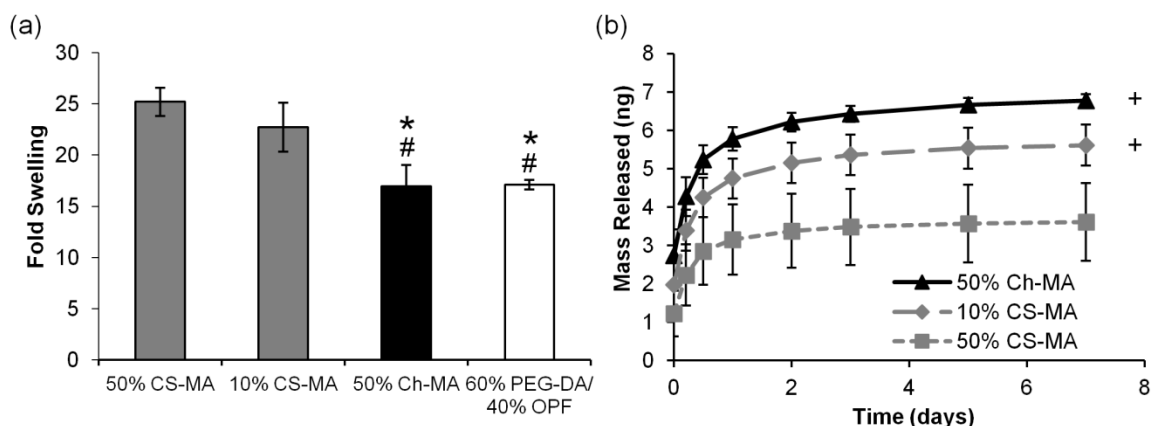 (a)
30
25
20
15
10
5
0
Fold Swelling
*
#
*
#
50% CS-MA
10% CS-MA
50% Ch-MA
60% PEG-DA/
40% OPF
(b)
8
7
6
5
4
3
2
1
0
Mass Released (ng)
+
+
50% Ch-MA
10% CS-MA
50% CS-MA
0
2
4
6
8
Time (days)